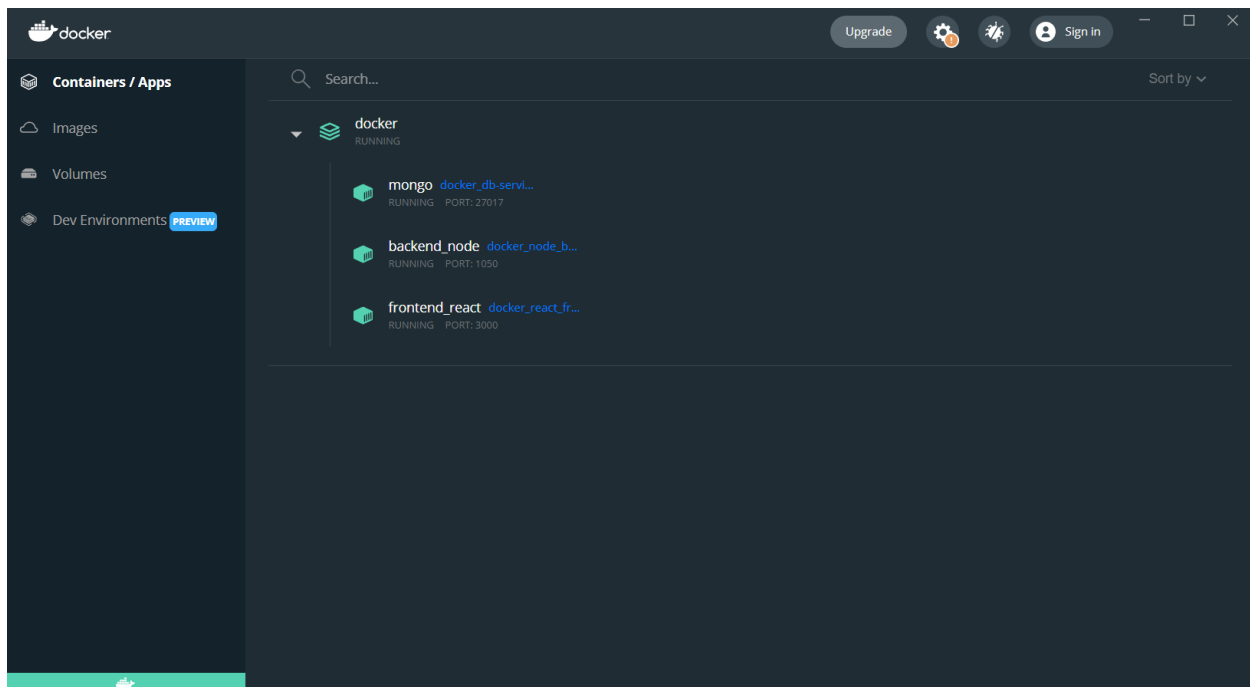 docker
Upgrade
!
Sign in
Containers / Apps
Images
Volumes
Dev Environments PREVIEW
Search...
Sort by
docker
RUNNING
mongo docker_db-servi...
RUNNING PORT: 27017
backend_node docker_node_b...
RUNNING PORT: 1050
frontend_react docker_react_fr...
RUNNING PORT: 3000